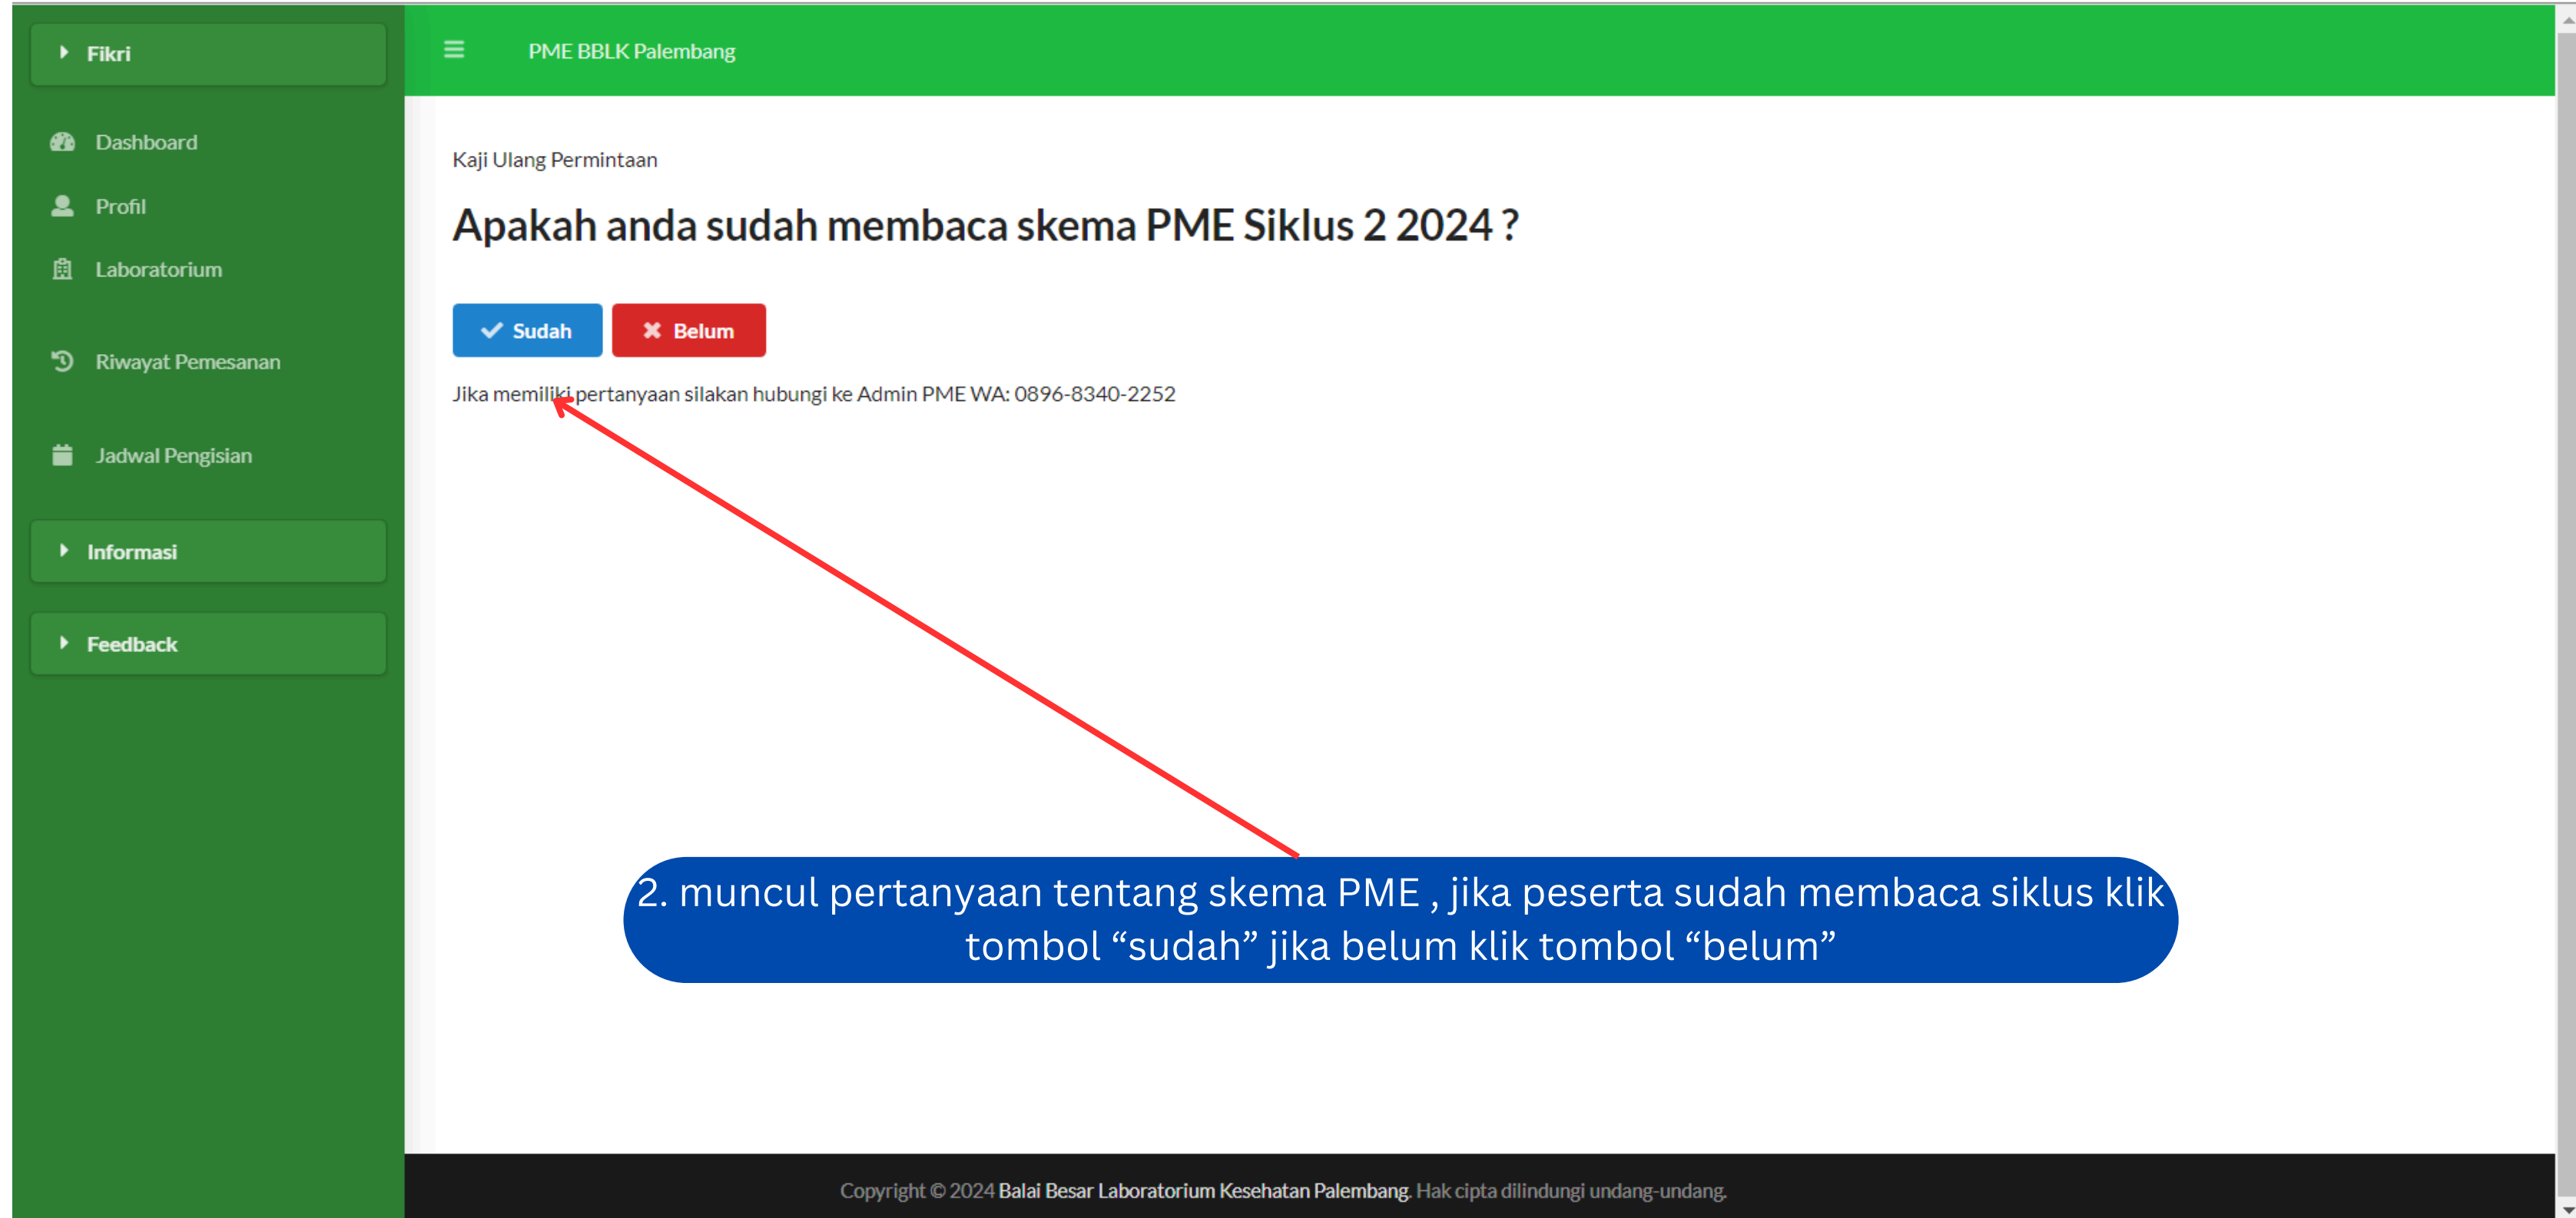 Fikri
PME BBLK Palembang
Dashboard
Profil
Laboratorium
Riwayat Pemesanan
Jadwal Pengisian
Informasi
Feedback
Kaji Ulang Permintaan
Apakah anda sudah membaca skema PME Siklus 2 2024 ?
Sudah
Belum
Jika memiliki pertanyaan silakan hubungi ke Admin PME WA: 0896-8340-2252
2. muncul pertanyaan tentang skema PME , jika peserta sudah membaca siklus klik
tombol “sudah” jika belum klik tombol “belum”
Copyright © 2024 Balai Besar Laboratorium Kesehatan Palembang. Hak cipta dilindungi undang-undang.